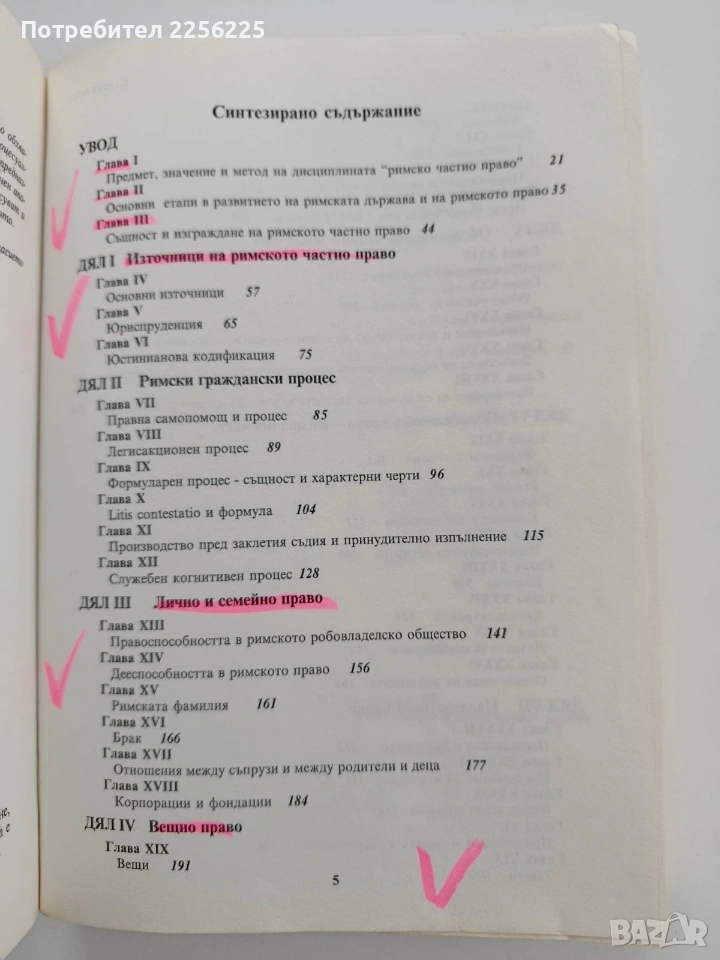 Потребител 2256225
Синтезирано съдържание
УВОД
Глава I
Предмет, значение и метод на дисциплината "римско частно право" 21
Глава II
Основни етапи в развитието на римската държава и на римското право 35
Глава III
Същност и изграждане на римското частно право 44
ДЯЛ I Източници на римското частно право
Глава IV
Основни източници 57
Глава V
Юриспруденция 65
Глава VI
Юстинианова кодификация 75
ДЯЛ II Римски граждански процес
Глава VII
Правна самопомощ и процес 85
Глава VIII
Легисакционен процес 89
Глава IX
Формуларен процес - същност и характерни черти 96
Глава X
Litis contestatio и формула 104
Глава XI
Производство пред заклетия съдия и принудително изпълнение 115
Глава XII
Служебен когнитивен процес 128
ДЯЛ III Лично и семейно право
Глава XIII
Правоспособността в римското робовладелско общество 141
Глава XIV
Дееспособността в римското право 156
Глава XV
Римската фамилия 161
Глава XVI
Брак 166
Глава XVII
Отношения между съпрузи и между родители и деца 177
Глава XVIII
Корпорации и фондации 184
ДЯЛ IV Вещно право
Глава XIX
Вещи 191
5
BAZAR